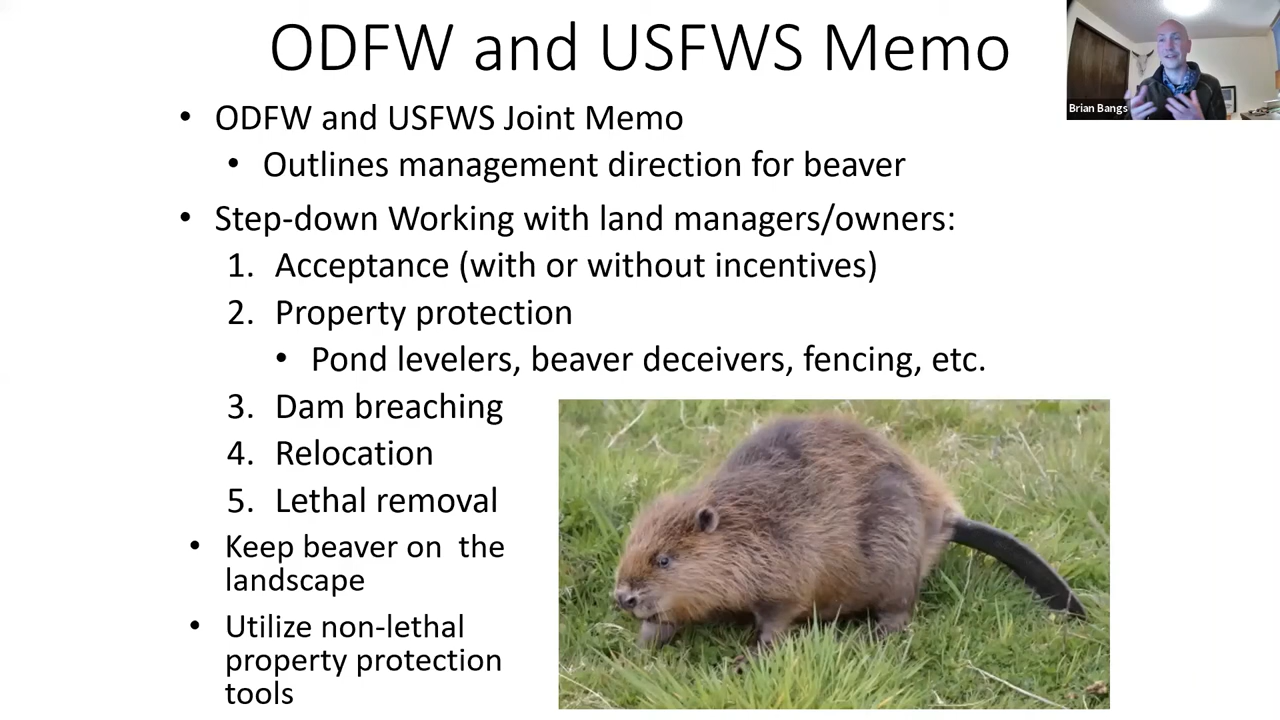 ODFW and USFWS Memo
Brian Bangs
• ODFW and USFWS Joint Memo
• Outlines management direction for beaver
• Step-down Working with land managers/owners:
1. Acceptance (with or without incentives)
2. Property protection
• Pond levelers, beaver deceivers, fencing, etc.
3. Dam breaching
4. Relocation
5. Lethal removal
• Keep beaver on  the
landscape
• Utilize non-lethal
property protection
tools